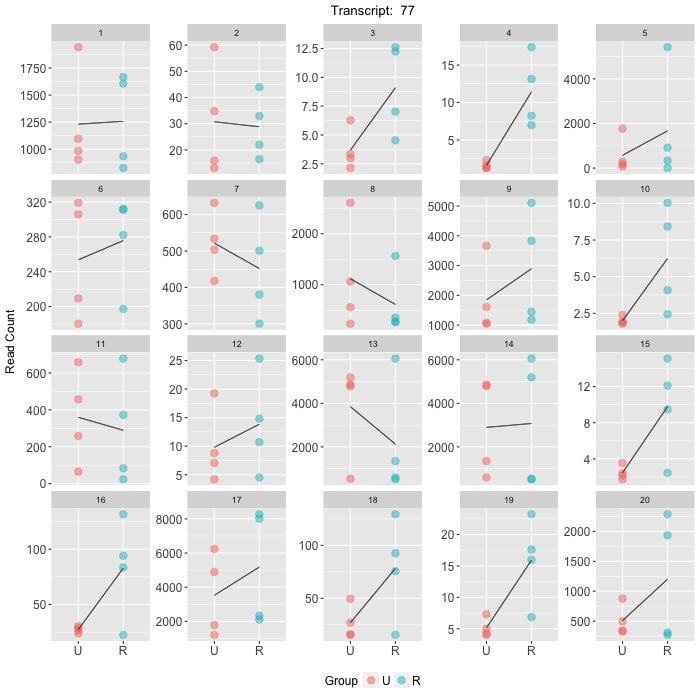 Transcript: 77
1 2 3 4 5
1750 1500 1250 1000
60 50 40 30 20
12.5 10.0 7.5 5.0 2.5
15 10 5
4000 2000 0
6 7 8 9 10
320 280 240 200
600 500 400 300
2000 1000
5000 4000 3000 2000 1000
10.0 7.5 5.0 2.5
Read Count
11 12 13 14 15
600 400 200 0
25 20 15 10 5
6000 4000 2000
6000 4000 2000
12 8 4
16 17 18 19 20
100 50
8000 6000 4000 2000
100 50
20 15 10 5
2000 1500 1000 500
U R U R U R U R U R
Group U R